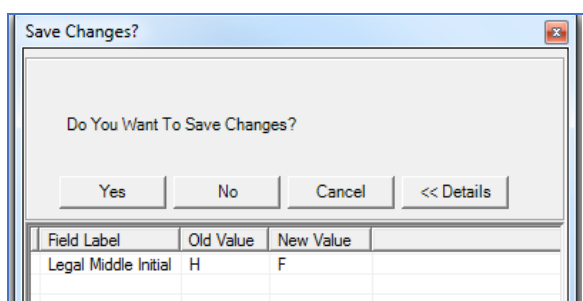 Save Changes?
Do You Want To Save Changes?
Yes No Cancel << Details
Field Label Old Value New Value
Legal Middle Initial H F